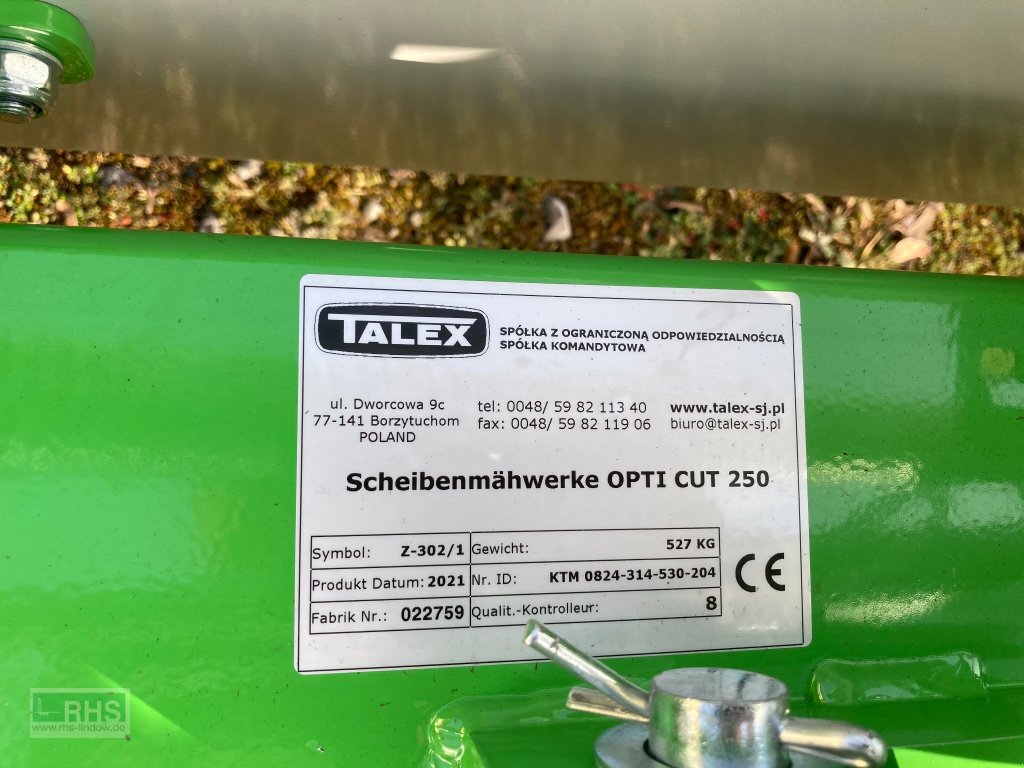 TALEX
SPÓŁKA Z OGRANICZONĄ ODPOWIEDZIALNOŚCIĄ
SPÓŁKA KOMANDYTOWA
ul. Dworcowa 9c
77-141 Borzytuchom
POLAND
tel: 0048/ 59 82 113 40
fax: 0048/ 59 82 119 06
www.talex-sj.pl
biuro@talex-sj.pl
Scheibenmähwerke OPTI CUT 250
Symbol: Z-302/1 Gewicht: 527 KG
Produkt Datum: 2021 Nr. ID: KTM 0824-314-530-204
Fabrik Nr.: 022759 Qualit.-Kontrolleur: 8
CE
RHS
www.rhs-lindow.de